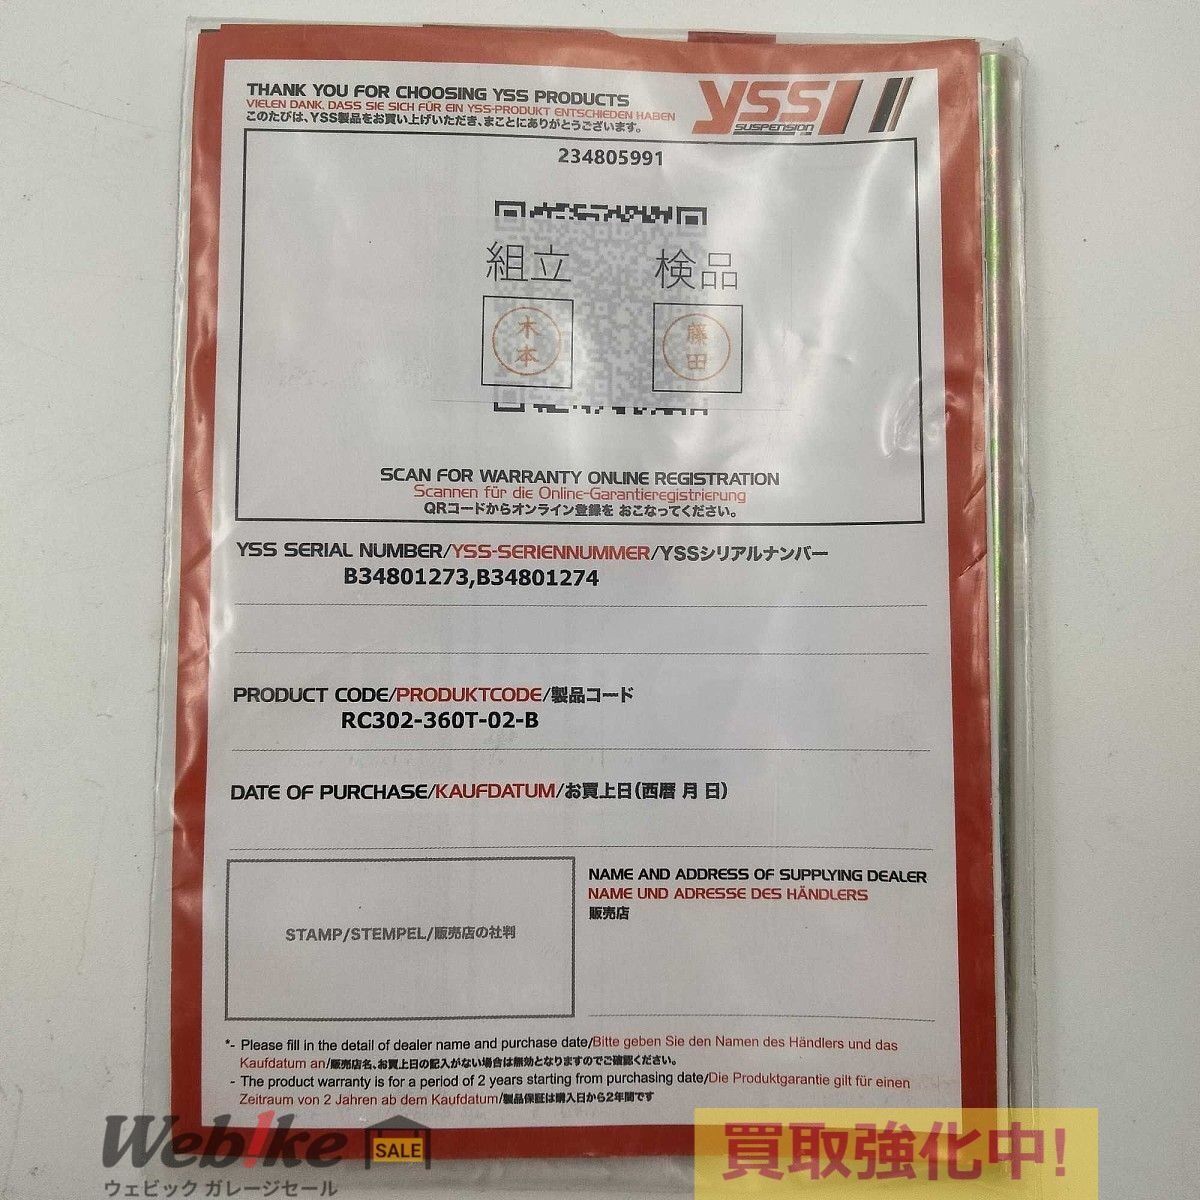 THANK YOU FOR CHOOSING YSS PRODUCTS
VIELEN DANK, DASS SIE SICH FÜR EIN YSS-PRODUKT ENTSCHIEDEN HABEN
このたびは、YSS製品をお買い上げいただき、まことにありがとうございます。
YSS
SUSPENSION
234805991
組立 検品
木本 藤田
SCAN FOR WARRANTY ONLINE REGISTRATION
Scannen für die Online-Garantieregistrierung
QRコードからオンライン登録を おこなってください。
YSS SERIAL NUMBER/YSS-SERIENNUMMER/YSSシリアルナンバー
B34801273,B34801274
PRODUCT CODE/PRODUKTCODE/製品コード
RC302-360T-02-B
DATE OF PURCHASE/KAUFDATUM/お買上日(西暦 月 日)
STAMP/STEMPEL/販売店の社判
NAME AND ADDRESS OF SUPPLYING DEALER
NAME UND ADRESSE DES HÄNDLERS
販売店
*- Please fill in the detail of dealer name and purchase date/Bitte geben Sie den Namen des Händlers und das
Kaufdatum an/販売店名、お買上日の記入がない場合は無効となりますのでご確認ください。
- The product warranty is for a period of 2 years starting from purchasing date/Die Produktgarantie gilt für einen
Zeitraum von 2 Jahren ab dem Kaufdatum/製品保証は購入日から2年間です
Webike SALE
ウェビック ガレージセール
買取強化中!